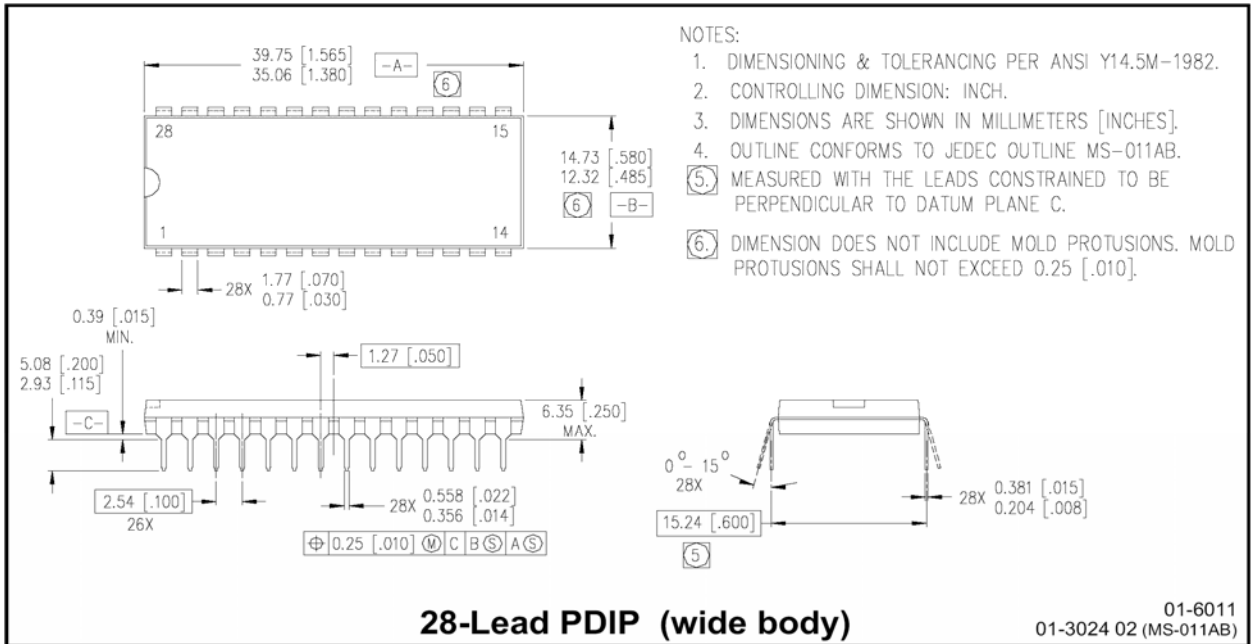 39.75 [1.565]
35.06 [1.380]
-A-
6
28
15
1
14
14.73 [.580]
12.32 [.485]
6
-B-
28X 1.77 [.070]
0.77 [.030]
NOTES:
1. DIMENSIONING & TOLERANCING PER ANSI Y14.5M-1982.
2. CONTROLLING DIMENSION: INCH.
3. DIMENSIONS ARE SHOWN IN MILLIMETERS [INCHES].
4. OUTLINE CONFORMS TO JEDEC OUTLINE MS-011AB.
5. MEASURED WITH THE LEADS CONSTRAINED TO BE
PERPENDICULAR TO DATUM PLANE C.
6. DIMENSION DOES NOT INCLUDE MOLD PROTUSIONS. MOLD
PROTUSIONS SHALL NOT EXCEED 0.25 [.010].
0.39 [.015]
MIN.
5.08 [.200]
2.93 [.115]
-C-
1.27 [.050]
6.35 [.250]
MAX.
2.54 [.100]
26X
28X 0.558 [.022]
0.356 [.014]
⌖ 0.25 [.010] Ⓜ C B Ⓢ A Ⓢ
0° - 15°
28X
28X 0.381 [.015]
0.204 [.008]
15.24 [.600]
5
28-Lead PDIP (wide body)
01-6011
01-3024 02 (MS-011AB)